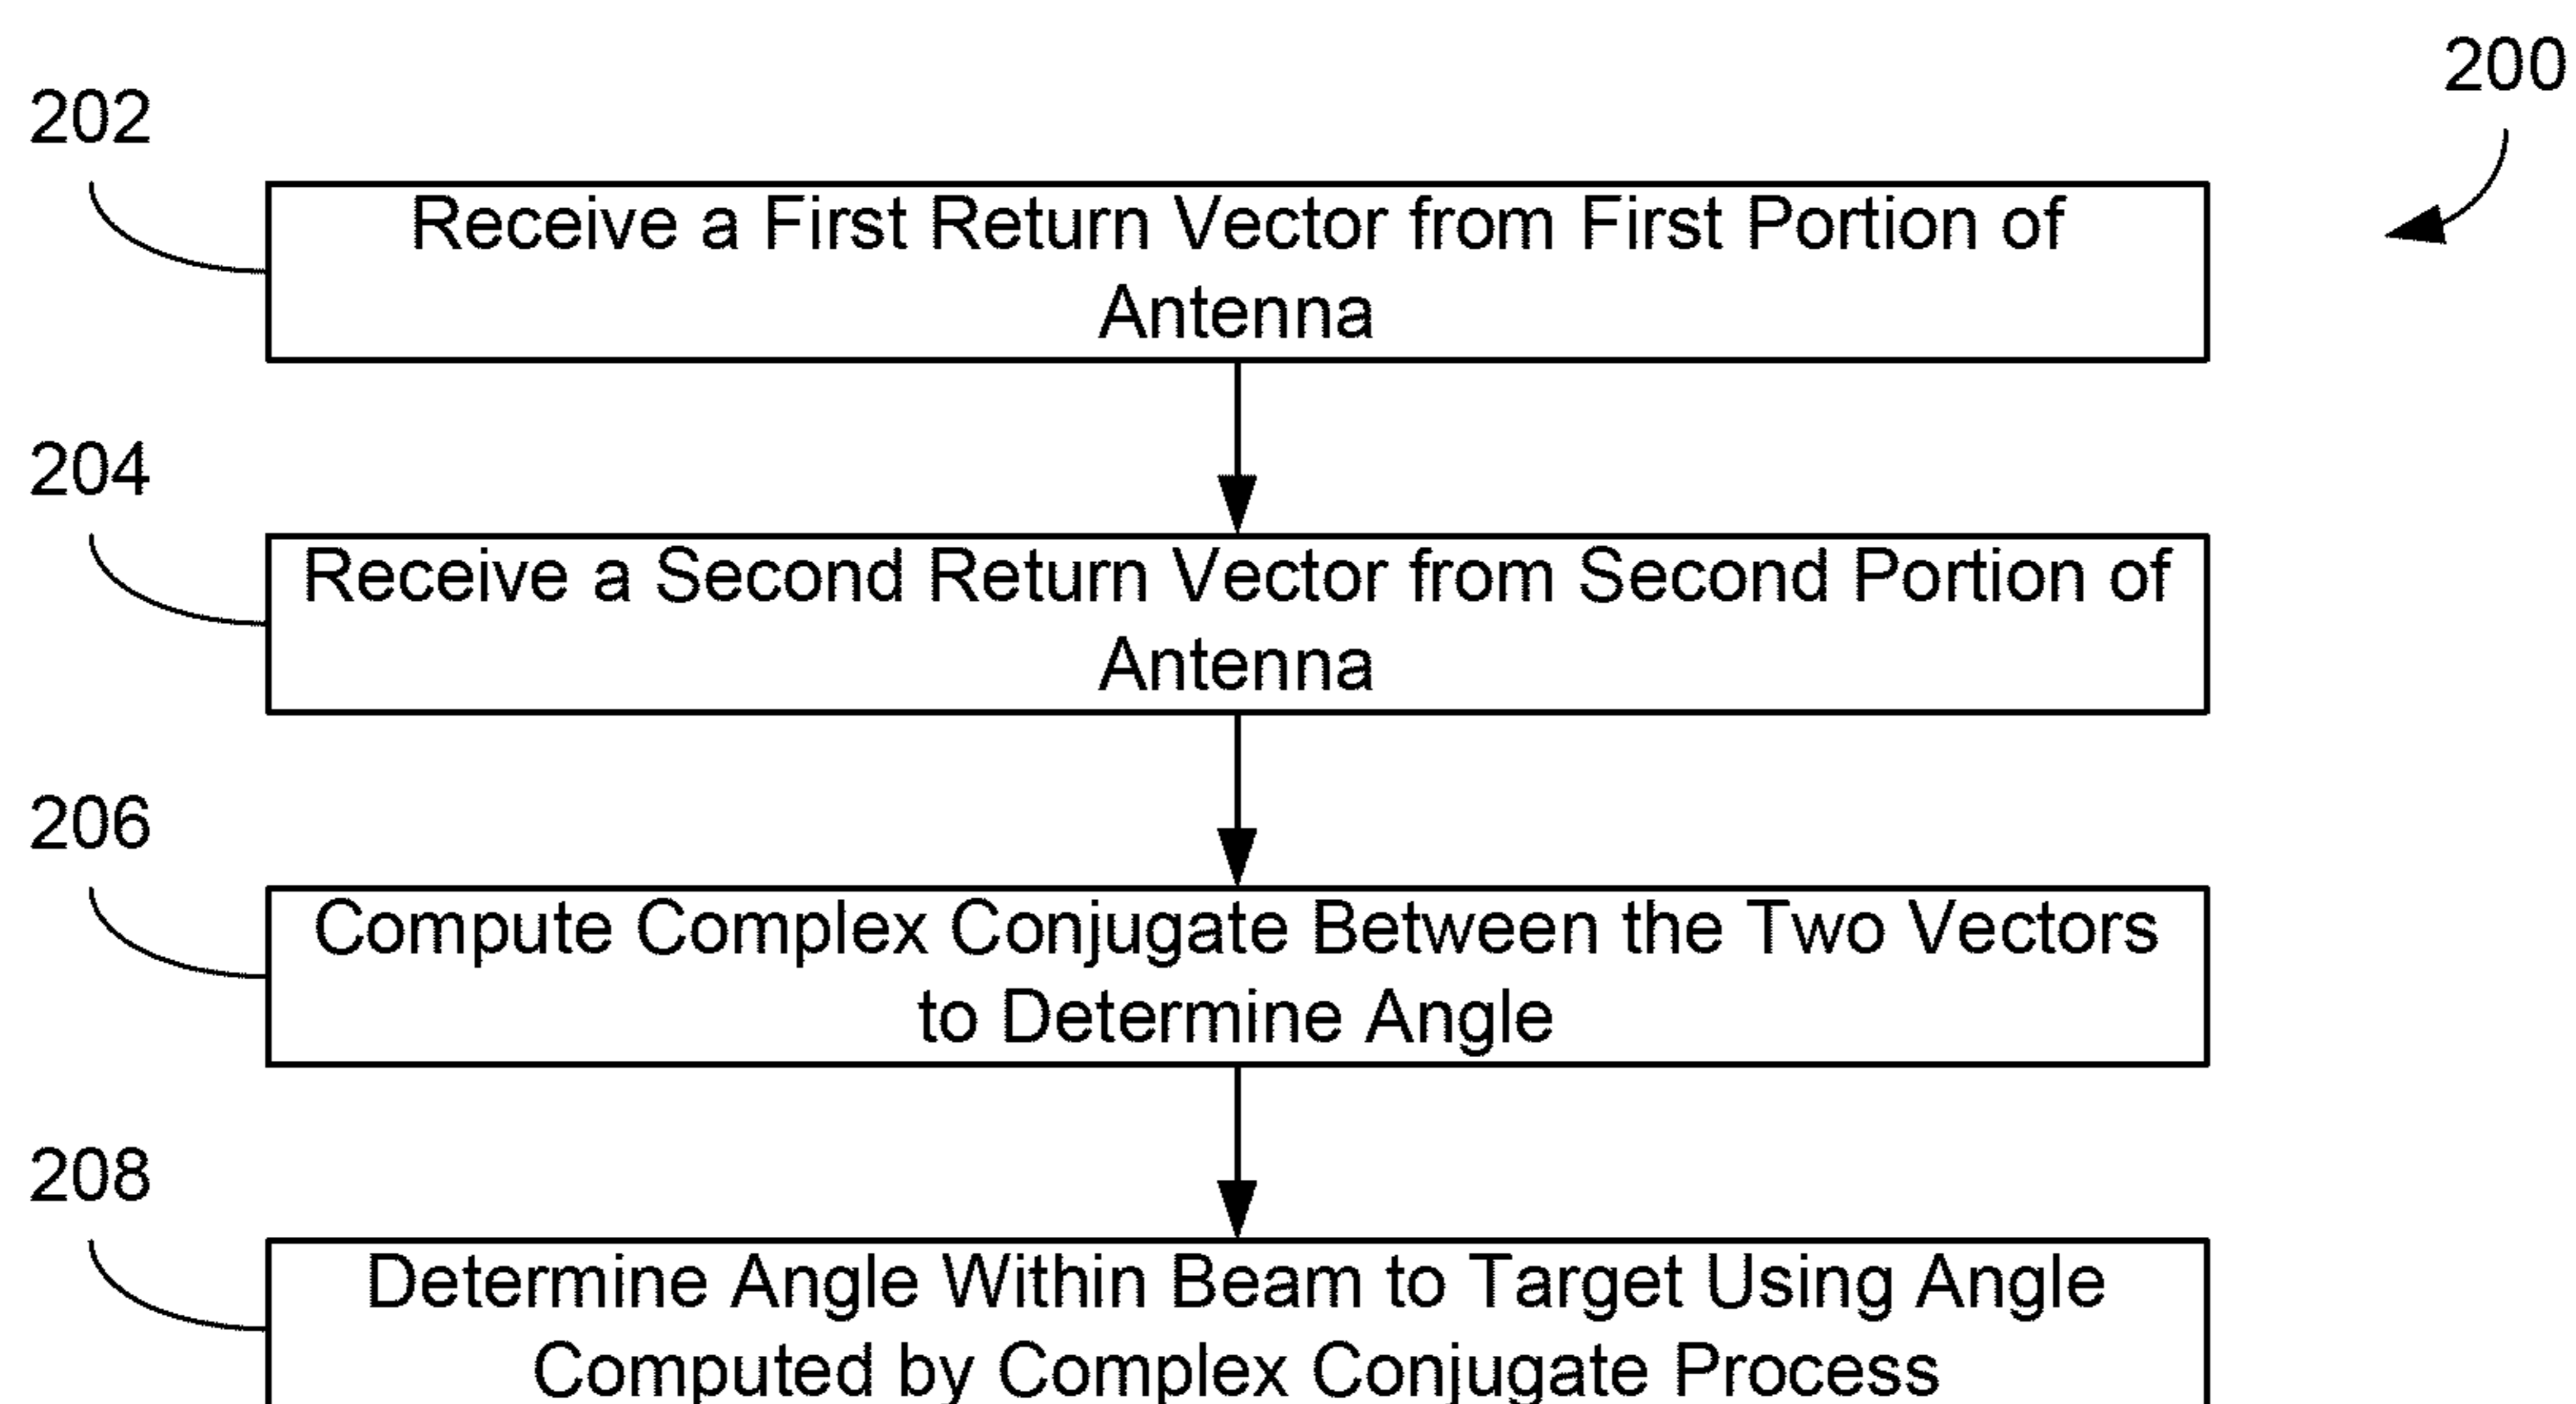 200
202
Receive a First Return Vector from First Portion of
Antenna
204
Receive a Second Return Vector from Second Portion of
Antenna
206
Compute Complex Conjugate Between the Two Vectors
to Determine Angle
208
Determine Angle Within Beam to Target Using Angle
Computed by Complex Conjugate Process